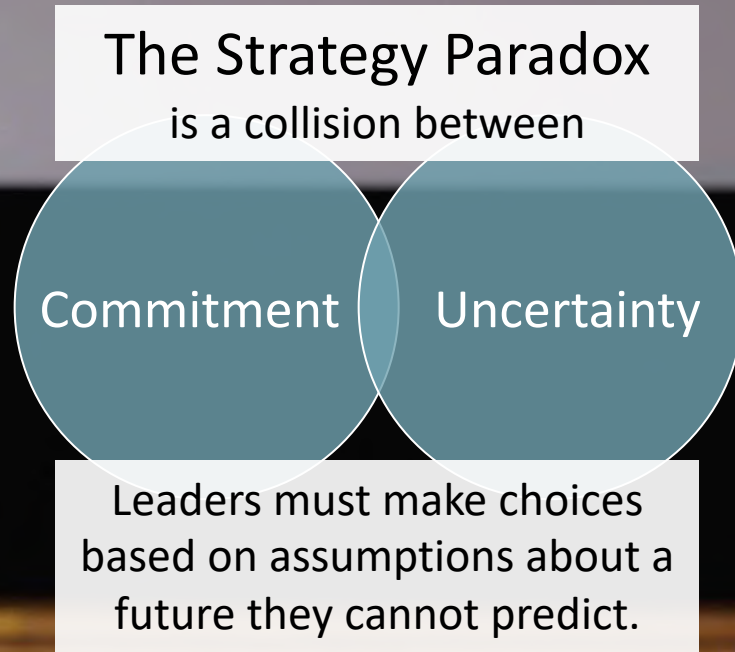 The Strategy Paradox
is a collision between
Commitment
Uncertainty
Leaders must make choices
based on assumptions about a
future they cannot predict.